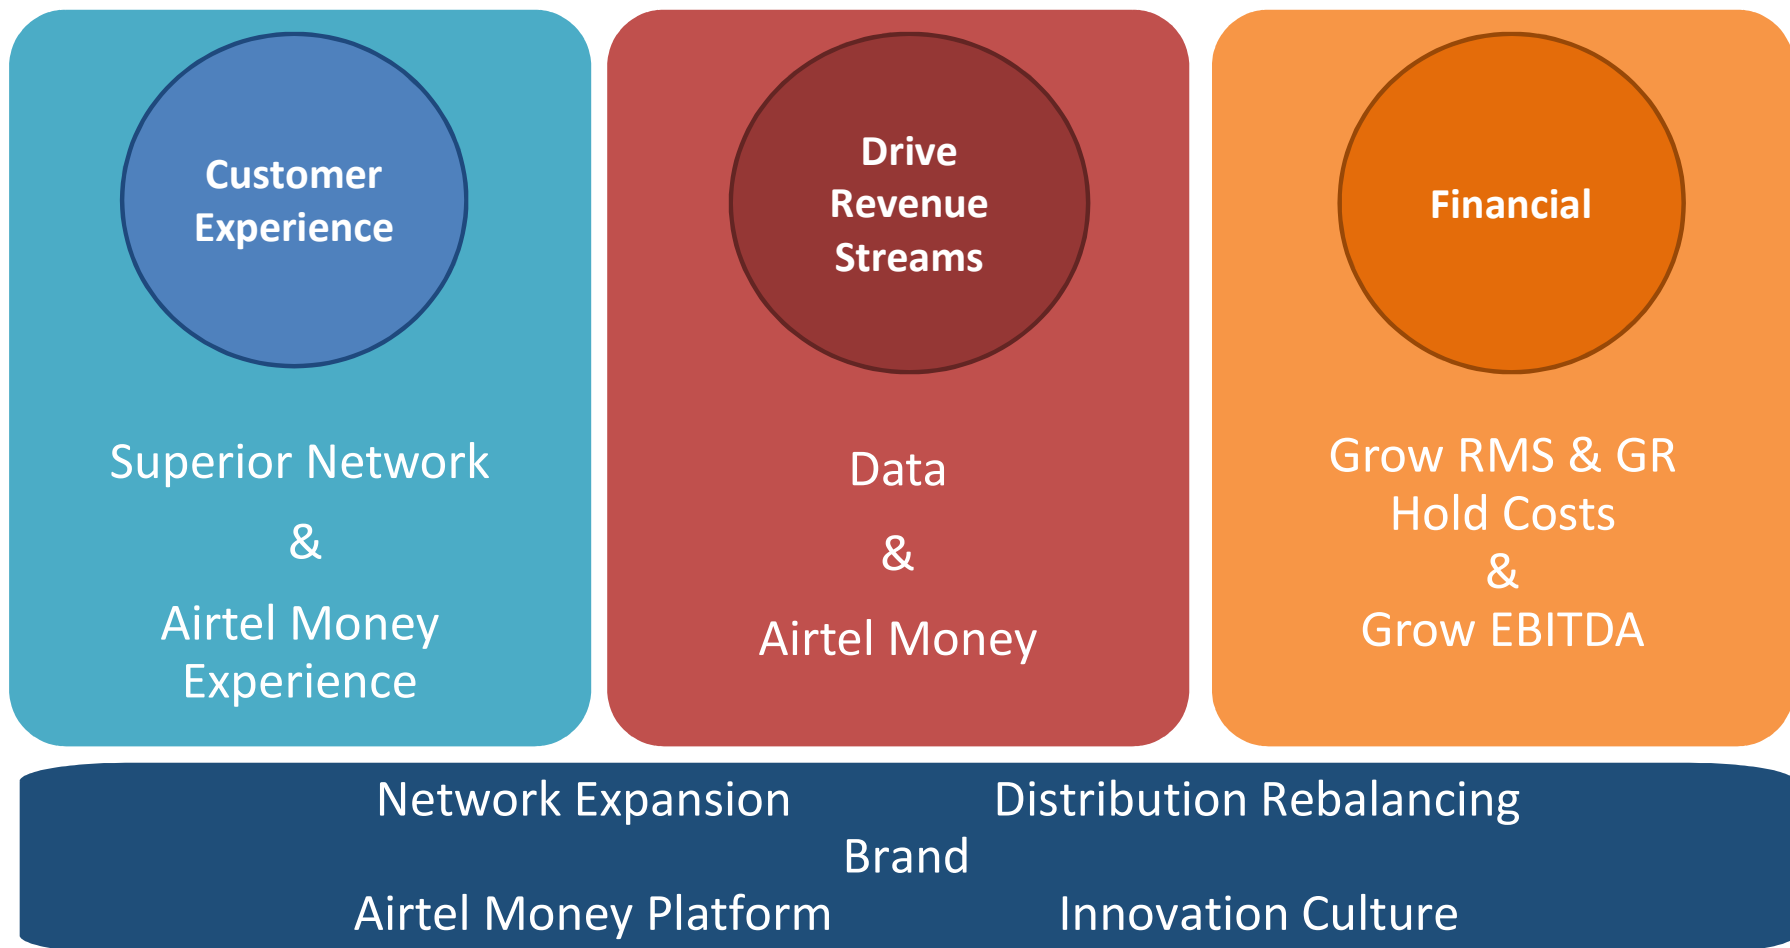 Customer
Experience
Superior Network
&
Airtel Money
Experience
Drive
Revenue
Streams
Data
&
Airtel Money
Financial
Grow RMS & GR
Hold Costs
&
Grow EBITDA
Network Expansion Distribution Rebalancing
Brand
Airtel Money Platform Innovation Culture